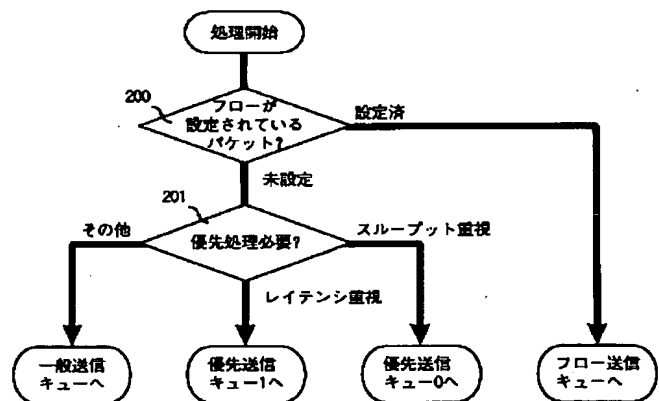 処理開始
200
フローが
設定されている
パケット?
設定済
未設定
201
優先処理必要?
その他
スループット重視
レイテンシ重視
一般送信
キューへ
優先送信
キュー1へ
優先送信
キュー0へ
フロー送信
キューへ